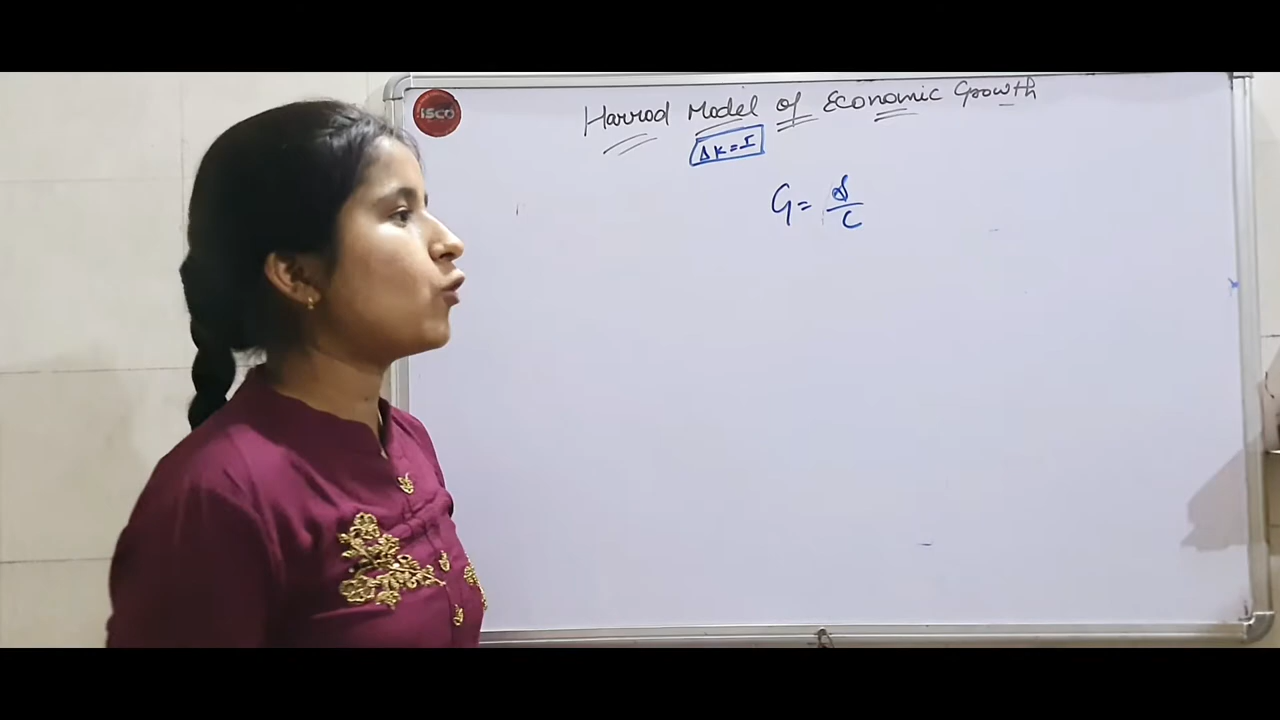 Harrod Model of Economic Growth
isco
ΔK=I
G= s/C